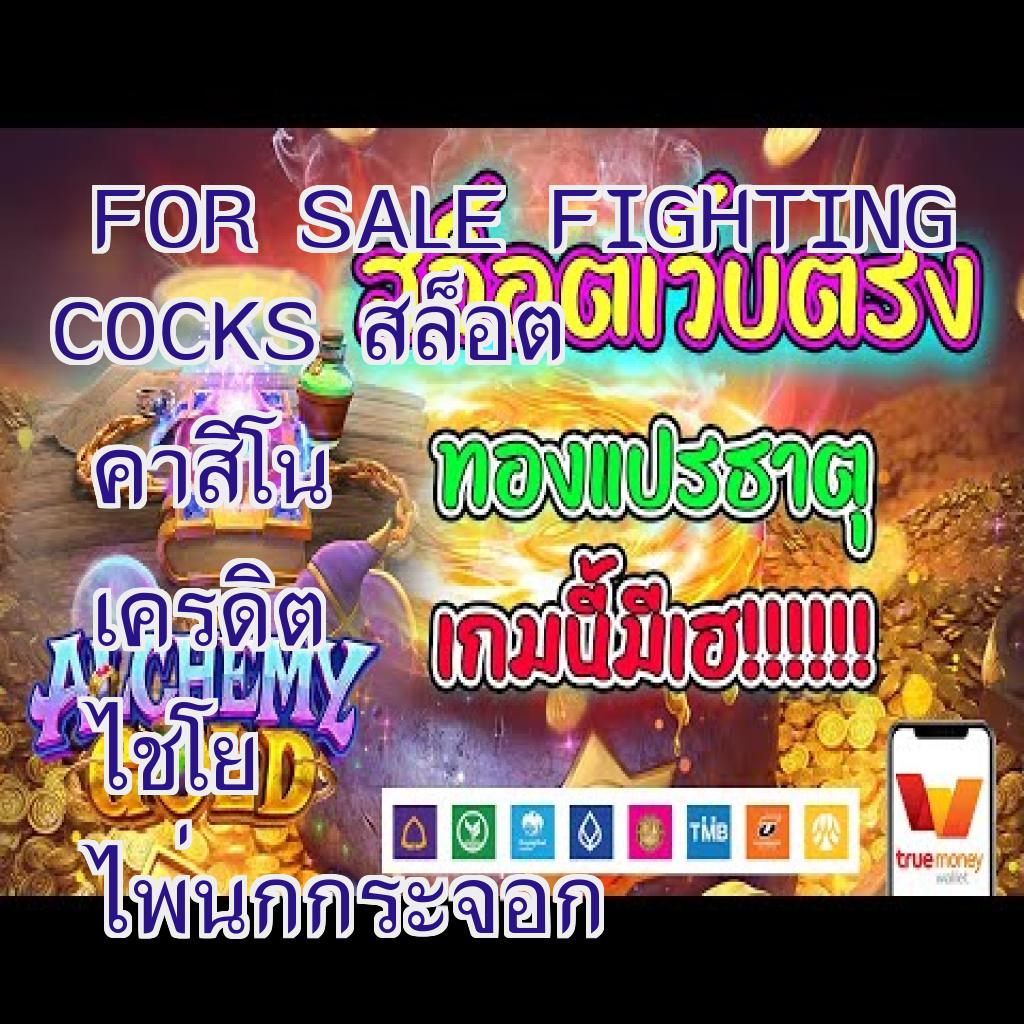 FOR SALE FIGHTING
COCKS สล็อต
คาสิโน
เครดิต
ไชโย
ไพ่นกกระจอก
สล็อตเว็บตรง
ทองแปรธาตุ
เกมนี้มีเฮ!!!!!!
ALCHEMY
GOLD
TMB
true money
wallet